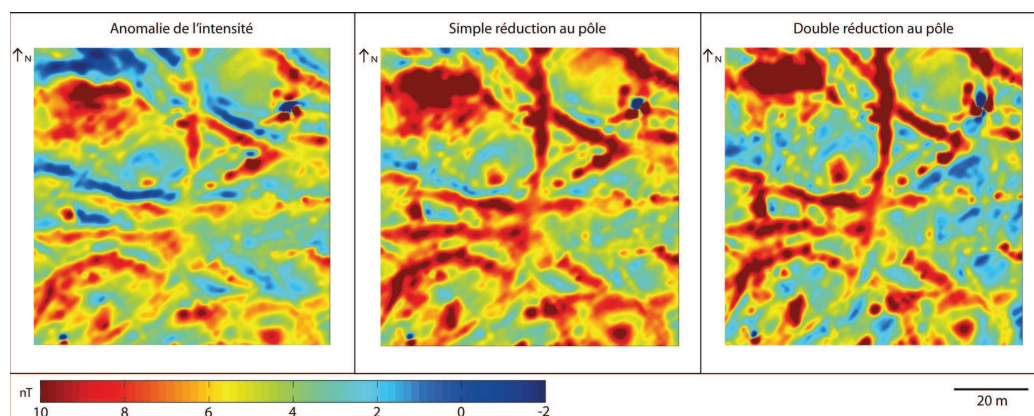 Anomalie de l'intensité
Simple réduction au pôle
Double réduction au pôle
N
N
N
nT
10 8 6 4 2 0 -2
20 m